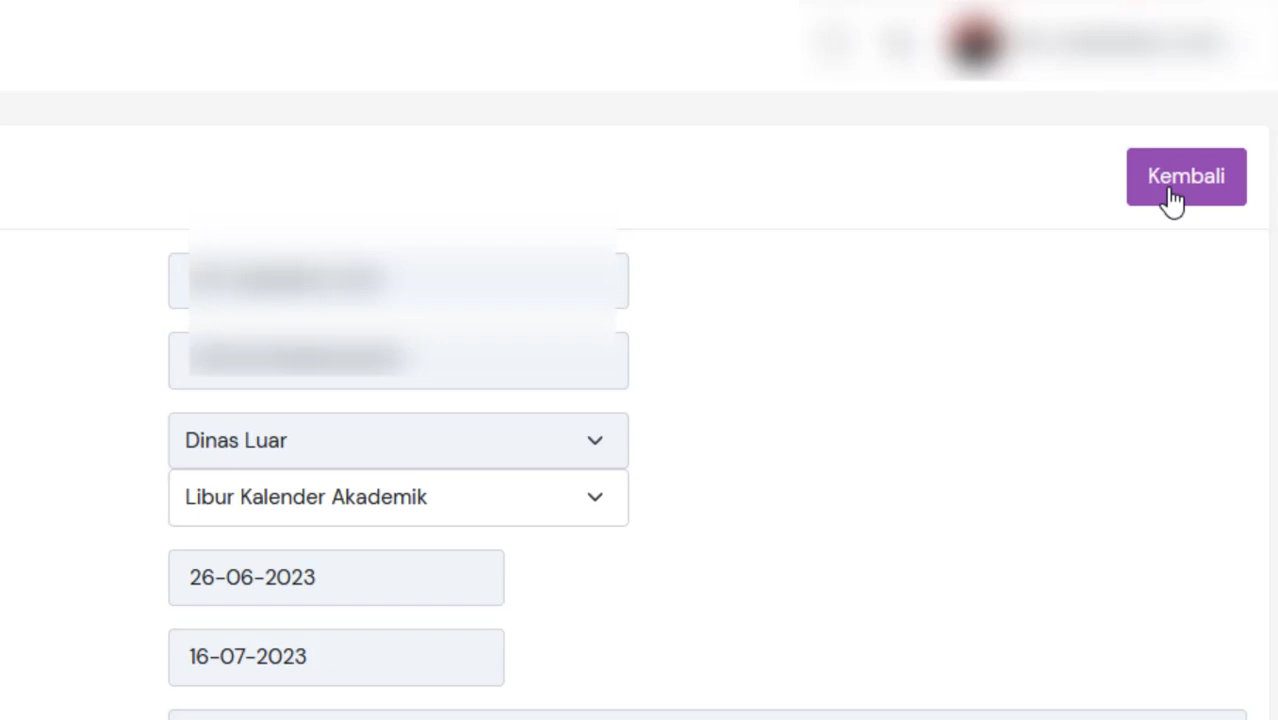 Kembali
Dinas Luar
Libur Kalender Akademik
26-06-2023
16-07-2023